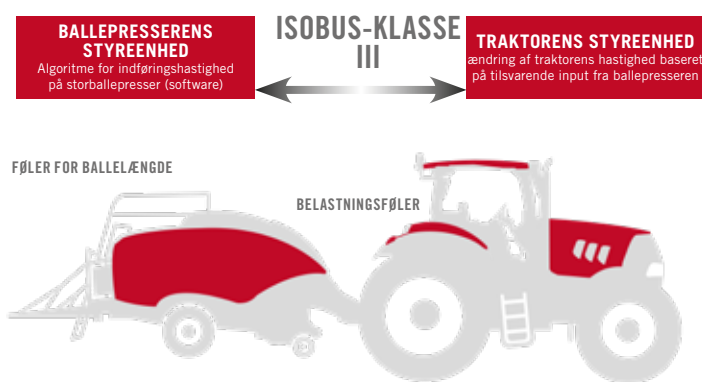 BALLEPRESSERENS
STYREENHED
Algoritme for indføringshastighed
på storballepresser (software)
ISOBUS-KLASSE
III
TRAKTORENS STYREENHED
ændring af traktorens hastighed baseret
på tilsvarende input fra ballepresseren
FØLER FOR BALLELÆNGDE
BELASTNINGSFØLER